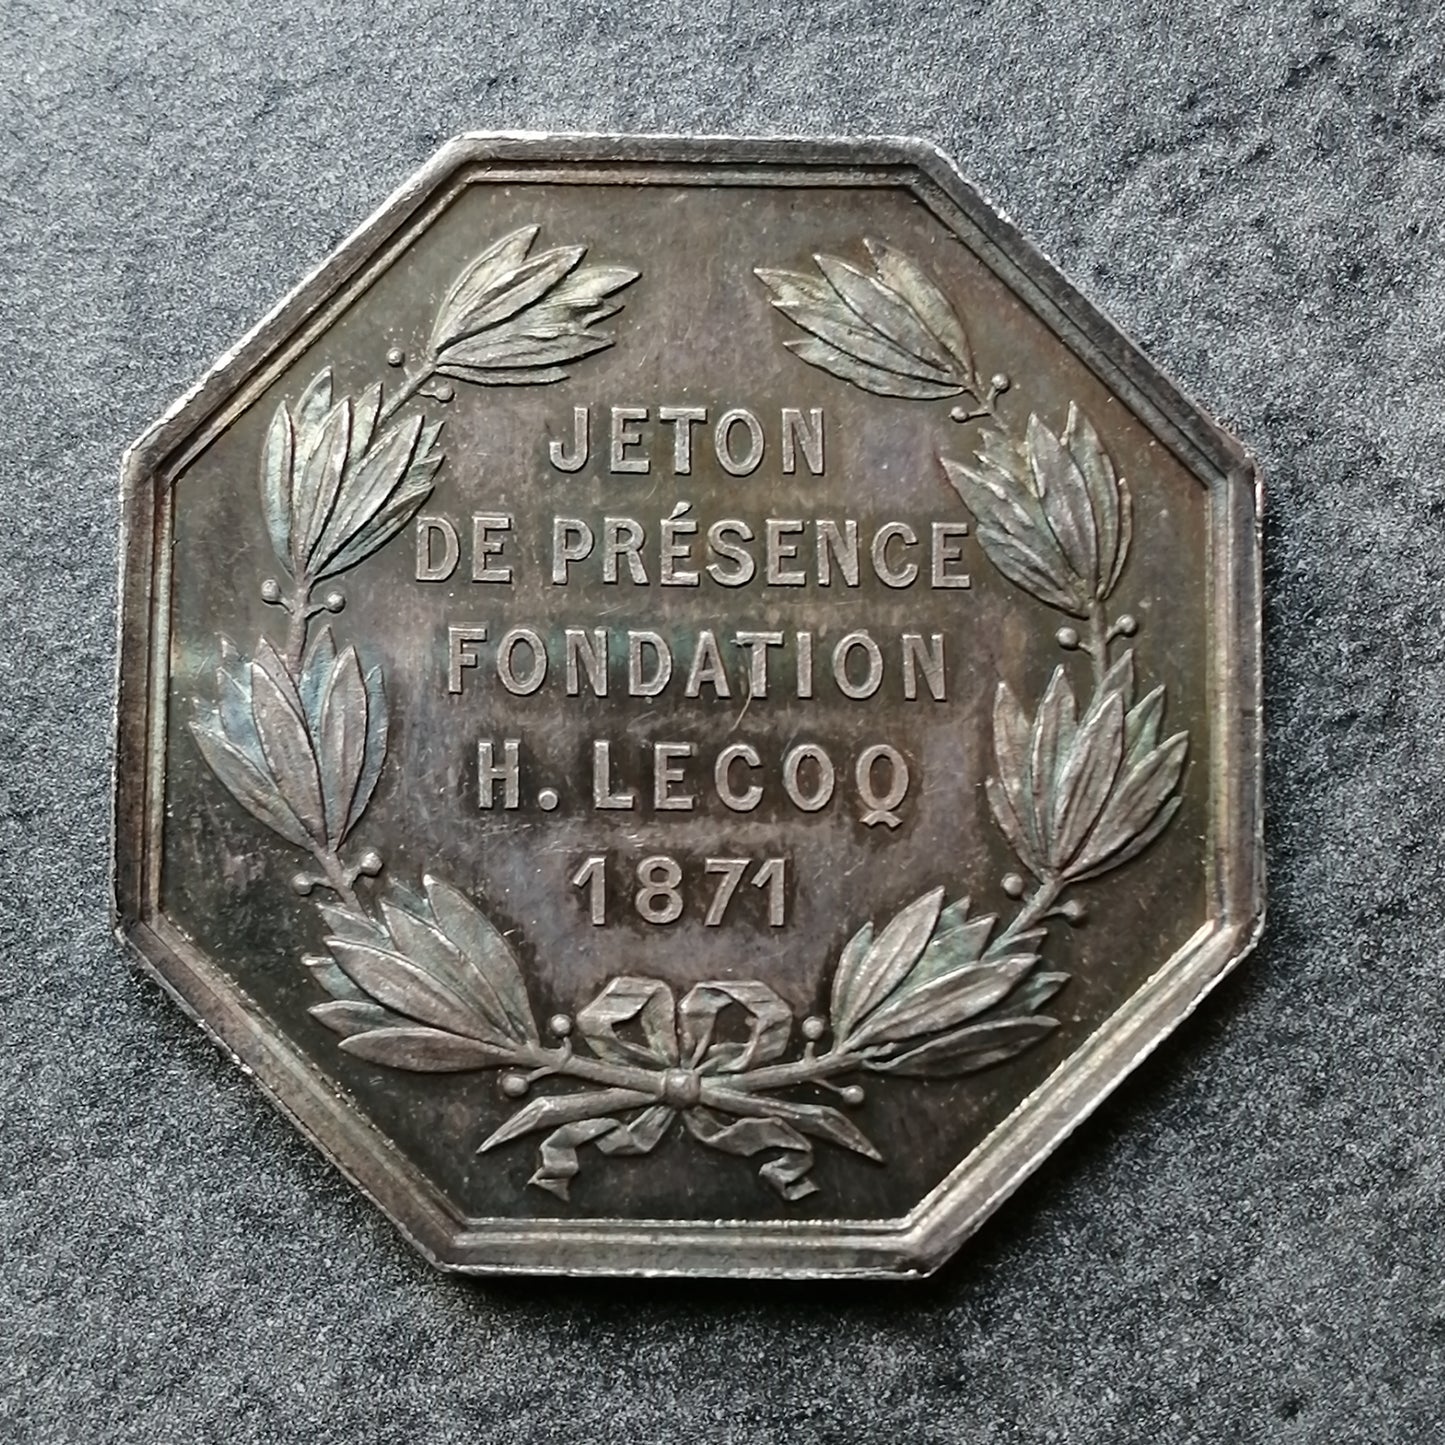 JETON
DE PRÉSENCE
FONDATION
H. LECOQ
1871